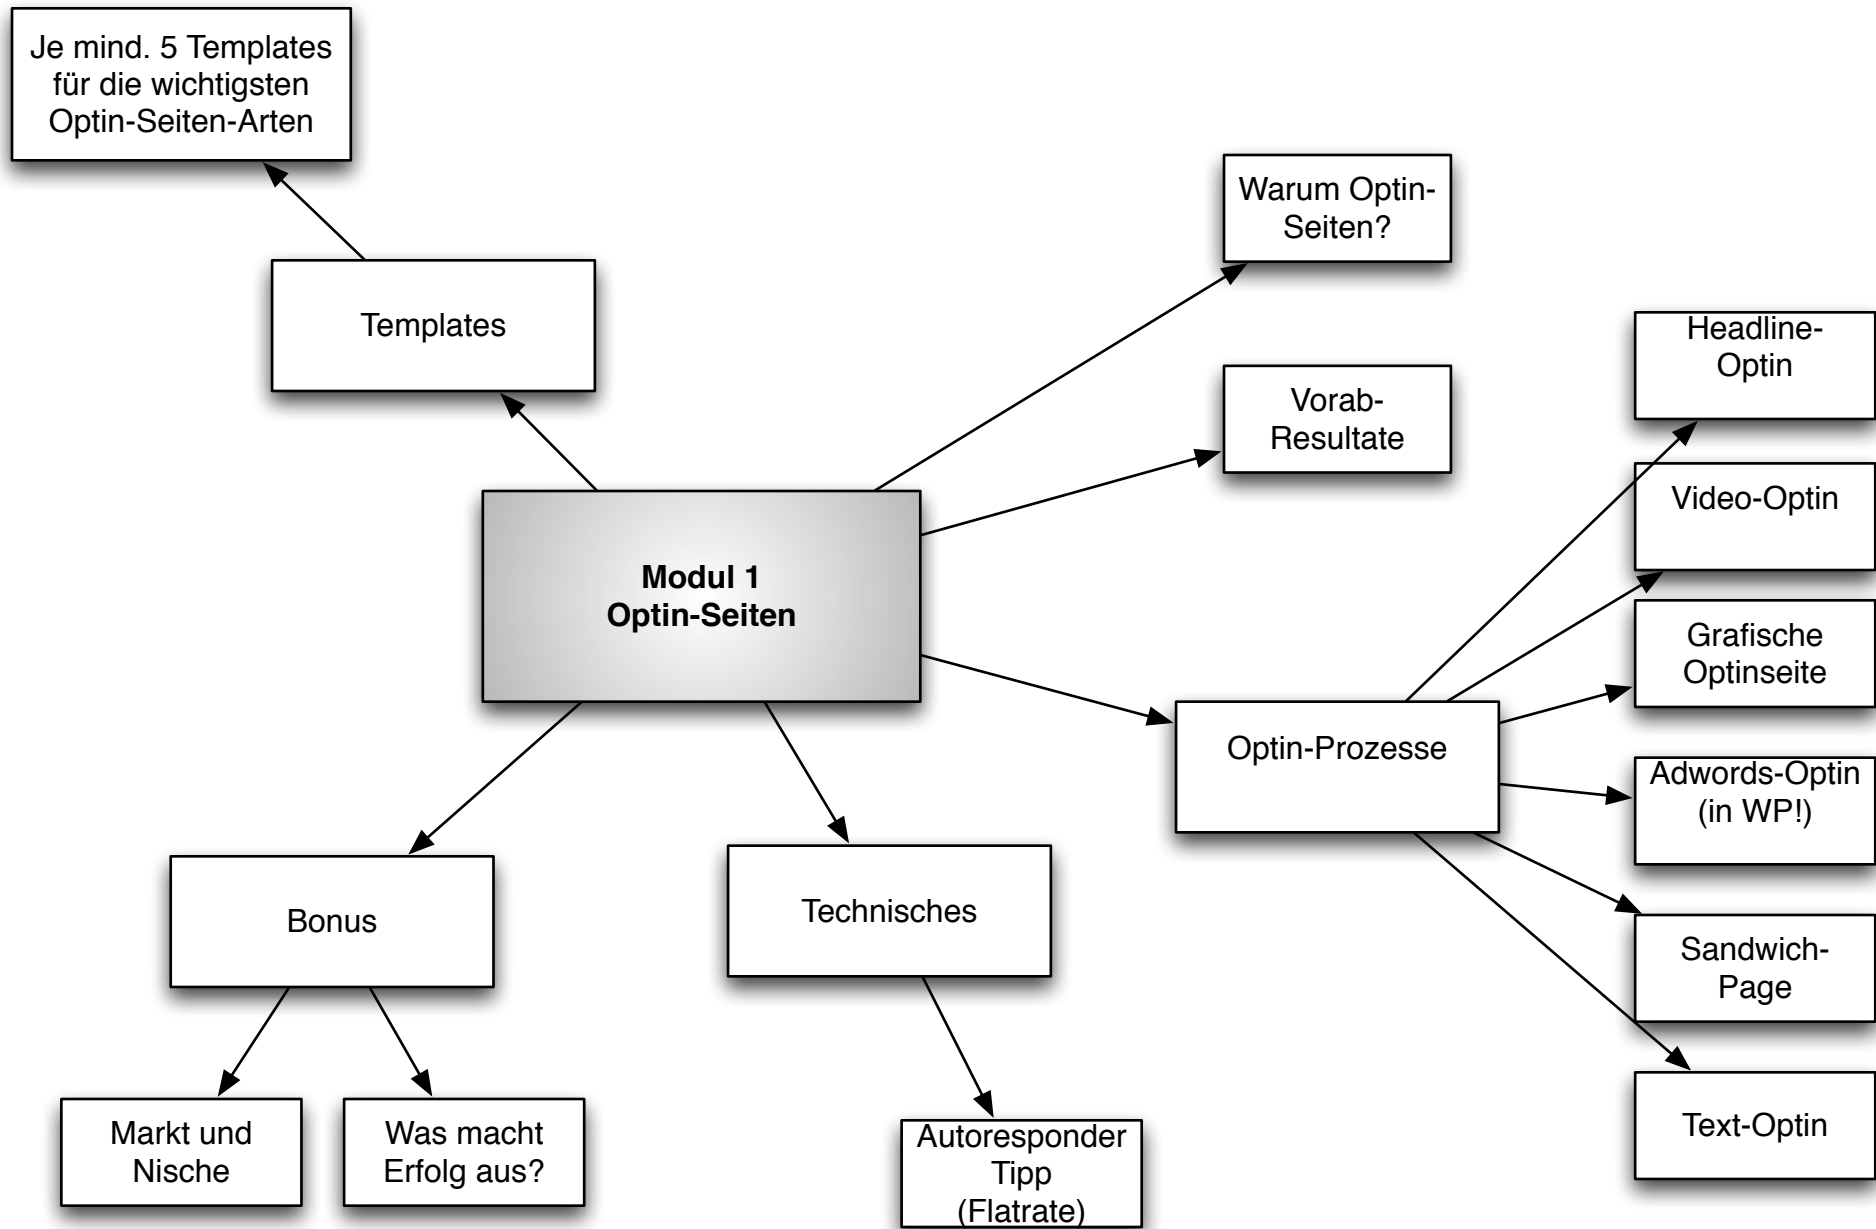 Je mind. 5 Templates
für die wichtigsten
Optin-Seiten-Arten
Templates
Warum Optin-
Seiten?
Vorab-
Resultate
Modul 1
Optin-Seiten
Optin-Prozesse
Headline-
Optin
Video-Optin
Grafische
Optinseite
Adwords-Optin
(in WP!)
Sandwich-
Page
Text-Optin
Bonus
Technisches
Markt und
Nische
Was macht
Erfolg aus?
Autoresponder
Tipp
(Flatrate)